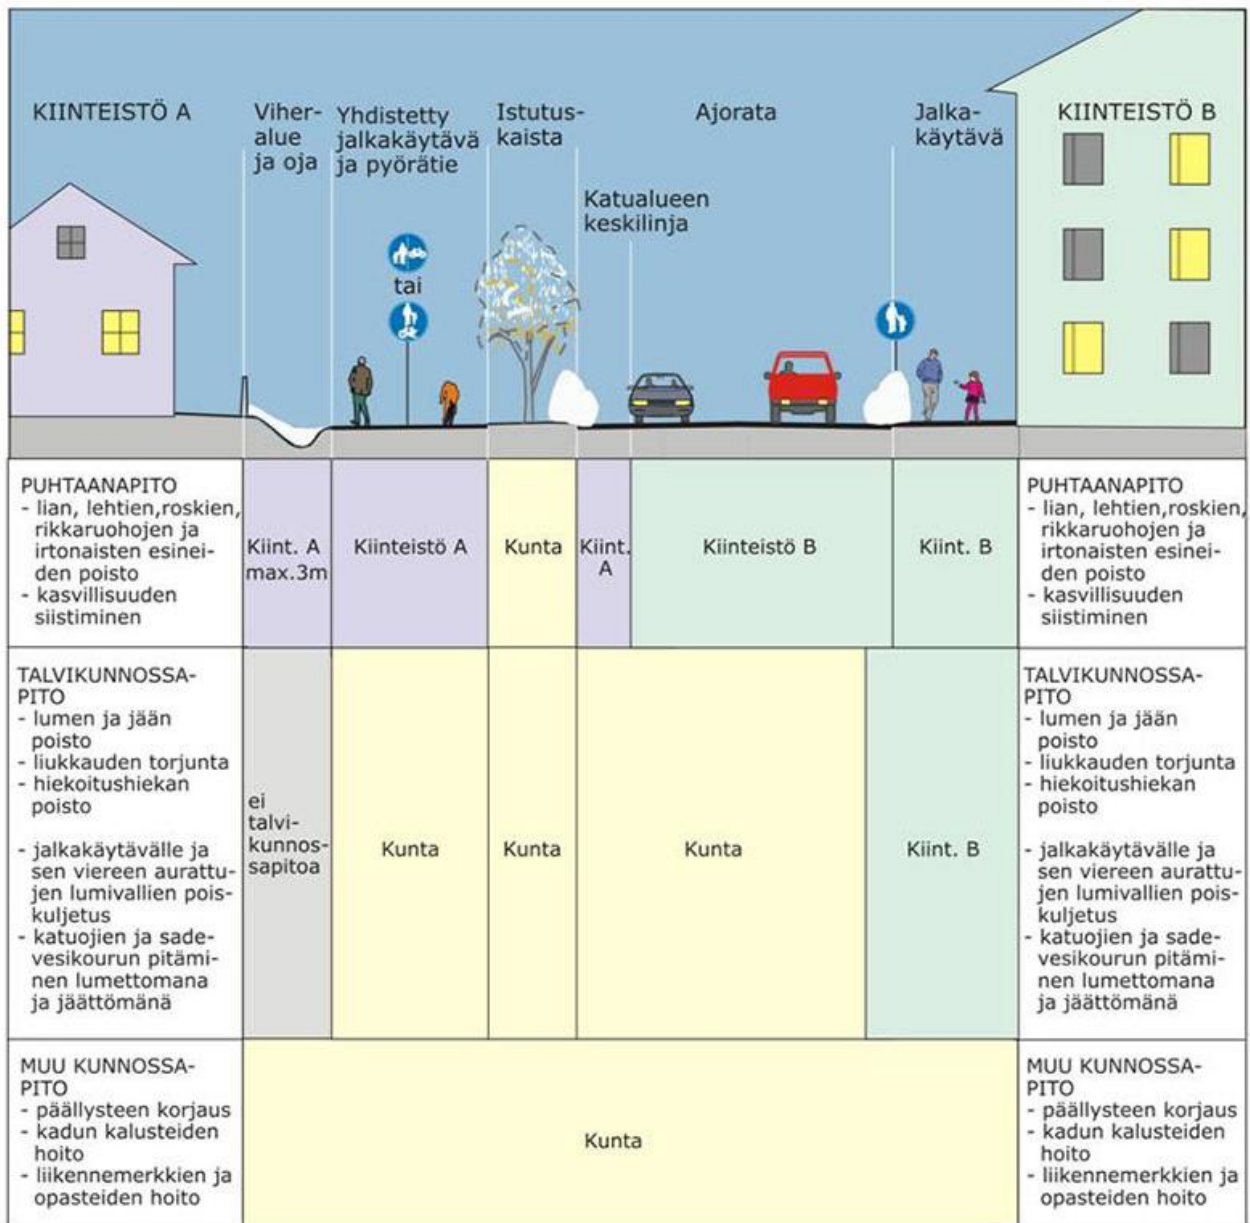 KIINTEISTÖ A
Viher-
alue
ja oja
Yhdistetty
jalkakäytävä
ja pyörätie
Istutus-
kaista
Katualueen
keskilinja
Ajorata
Jalka-
käytävä
KIINTEISTÖ B
tai
PUHTAANAPITO
- lian, lehtien,roskien,
rikkaruohojen ja
irtonaisten esinei-
den poisto
- kasvillisuuden
siistiminen
Kiint. A
max.3m
Kiinteistö A
Kunta
Kiint.
A
Kiinteistö B
Kiint. B
PUHTAANAPITO
- lian, lehtien,roskien,
rikkaruohojen ja
irtonaisten esinei-
den poisto
- kasvillisuuden
siistiminen
TALVIKUNNOSSA-
PITO
- lumen ja jään
poisto
- liukkauden torjunta
- hiekoitushiekan
poisto
- jalkakäytävälle ja
sen viereen aurattu-
jen lumivallien pois-
kuljetus
- katuojien ja sade-
vesikourun pitämi-
nen lumettomana
ja jäättömänä
ei
talvi-
kunnos-
sapitoa
Kunta
Kunta
Kunta
Kiint. B
TALVIKUNNOSSA-
PITO
- lumen ja jään
poisto
- liukkauden torjunta
- hiekoitushiekan
poisto
- jalkakäytävälle ja
sen viereen aurattu-
jen lumivallien pois-
kuljetus
- katuojien ja sade-
vesikourun pitämi-
nen lumettomana
ja jäättömänä
MUU KUNNOSSA-
PITO
- päällysteen korjaus
- kadun kalusteiden
hoito
- liikennemerkkien ja
opasteiden hoito
Kunta
MUU KUNNOSSA-
PITO
- päällysteen korjaus
- kadun kalusteiden
hoito
- liikennemerkkien ja
opasteiden hoito